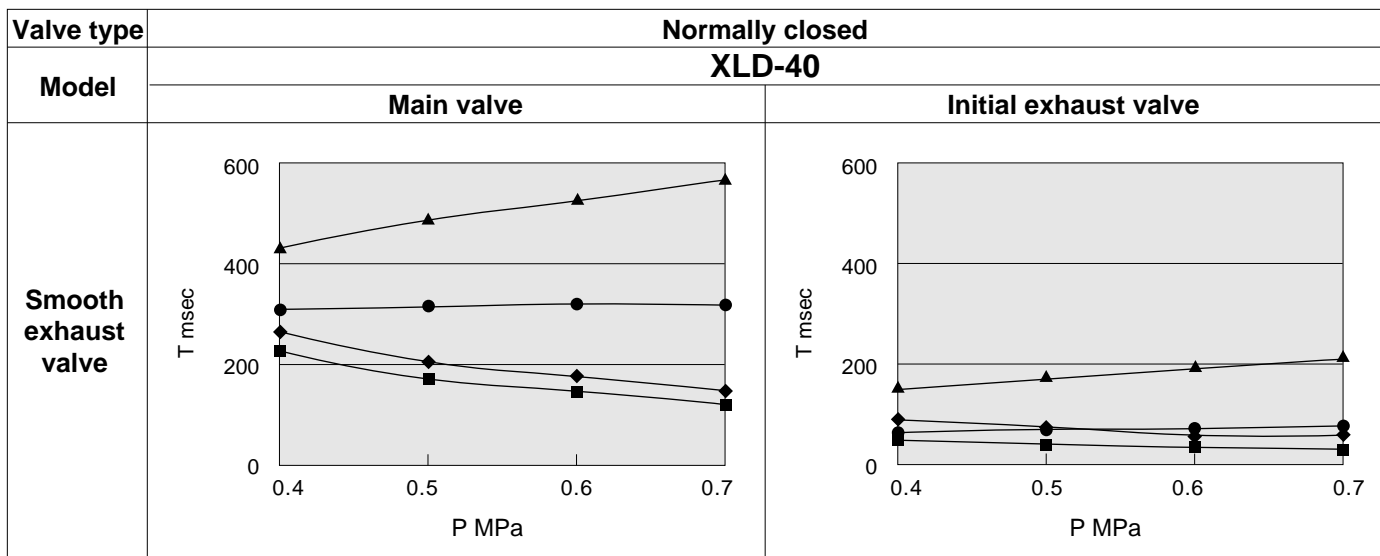 Valve type
Normally closed
Model
XLD-40
Main valve
Initial exhaust valve
Smooth
exhaust
valve
T msec
600
400
200
0
0.4 0.5 0.6 0.7
P MPa
T msec
600
400
200
0
0.4 0.5 0.6 0.7
P MPa